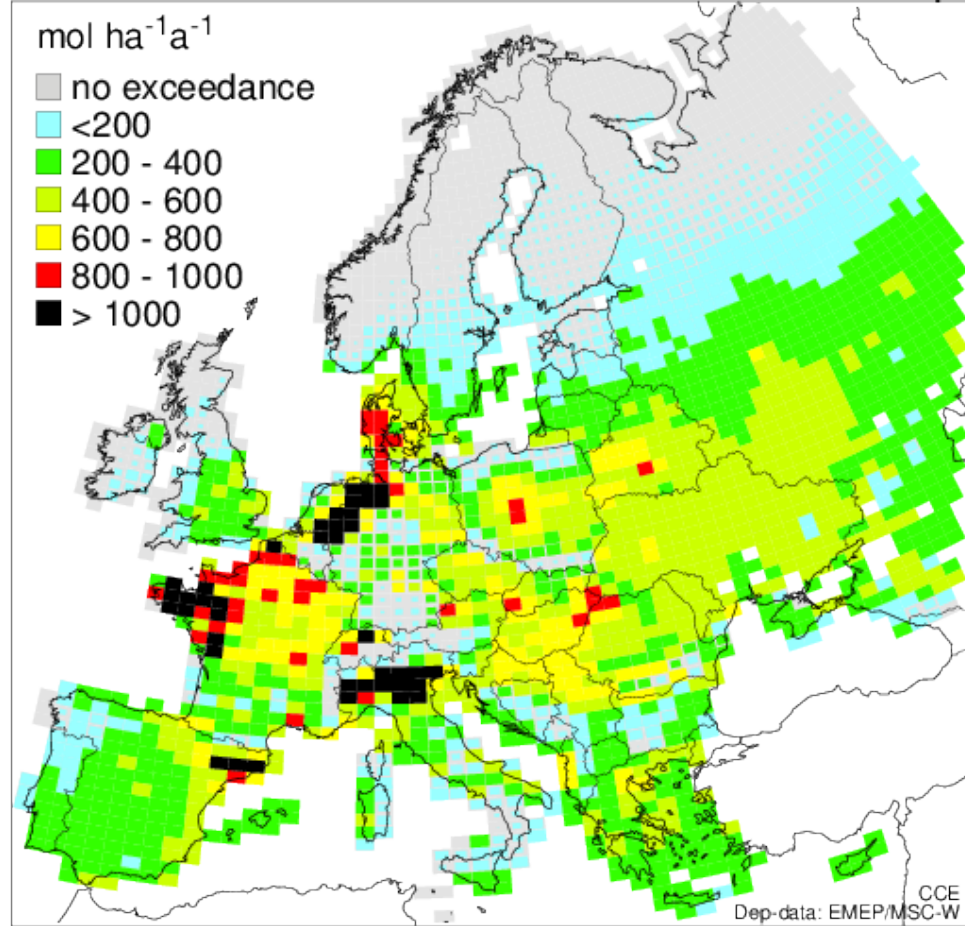 mol ha⁻¹a⁻¹
no exceedance
<200
200 - 400
400 - 600
600 - 800
800 - 1000
> 1000
CCE
Dep-data: EMEP/MSC-W